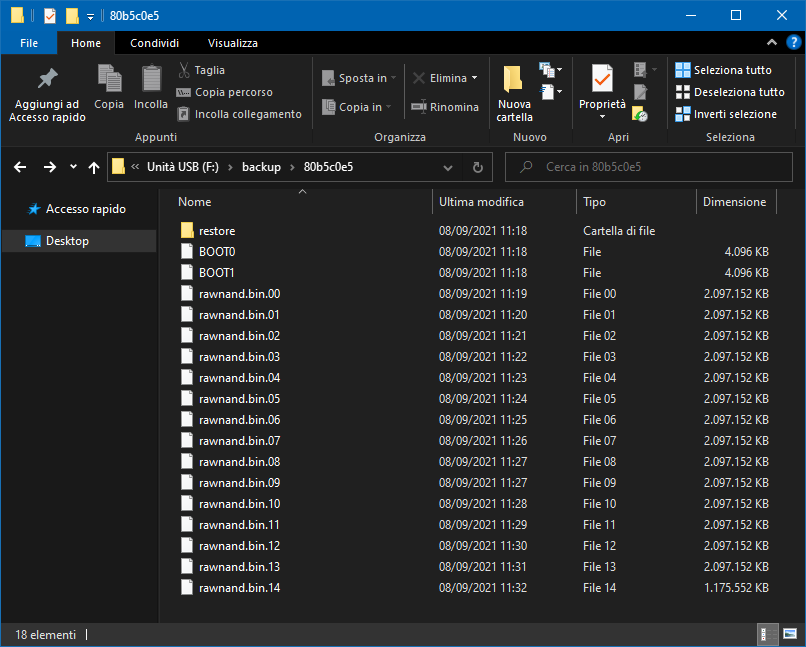 80b5c0e5
File Home Condividi Visualizza
Aggiungi ad Accesso rapido
Copia
Incolla
Taglia
Copia percorso
Incolla collegamento
Appunti
Sposta in
Copia in
Elimina
Rinomina
Organizza
Nuova cartella
Nuovo
Proprietà
Apri
Seleziona tutto
Deseleziona tutto
Inverti selezione
Seleziona
« Unità USB (F:) > backup > 80b5c0e5
Cerca in 80b5c0e5
Accesso rapido
Desktop
Nome Ultima modifica Tipo Dimensione
restore 08/09/2021 11:18 Cartella di file
BOOT0 08/09/2021 11:18 File 4.096 KB
BOOT1 08/09/2021 11:18 File 4.096 KB
rawnand.bin.00 08/09/2021 11:19 File 00 2.097.152 KB
rawnand.bin.01 08/09/2021 11:20 File 01 2.097.152 KB
rawnand.bin.02 08/09/2021 11:21 File 02 2.097.152 KB
rawnand.bin.03 08/09/2021 11:22 File 03 2.097.152 KB
rawnand.bin.04 08/09/2021 11:23 File 04 2.097.152 KB
rawnand.bin.05 08/09/2021 11:24 File 05 2.097.152 KB
rawnand.bin.06 08/09/2021 11:25 File 06 2.097.152 KB
rawnand.bin.07 08/09/2021 11:26 File 07 2.097.152 KB
rawnand.bin.08 08/09/2021 11:27 File 08 2.097.152 KB
rawnand.bin.09 08/09/2021 11:27 File 09 2.097.152 KB
rawnand.bin.10 08/09/2021 11:28 File 10 2.097.152 KB
rawnand.bin.11 08/09/2021 11:29 File 11 2.097.152 KB
rawnand.bin.12 08/09/2021 11:30 File 12 2.097.152 KB
rawnand.bin.13 08/09/2021 11:31 File 13 2.097.152 KB
rawnand.bin.14 08/09/2021 11:32 File 14 1.175.552 KB
18 elementi